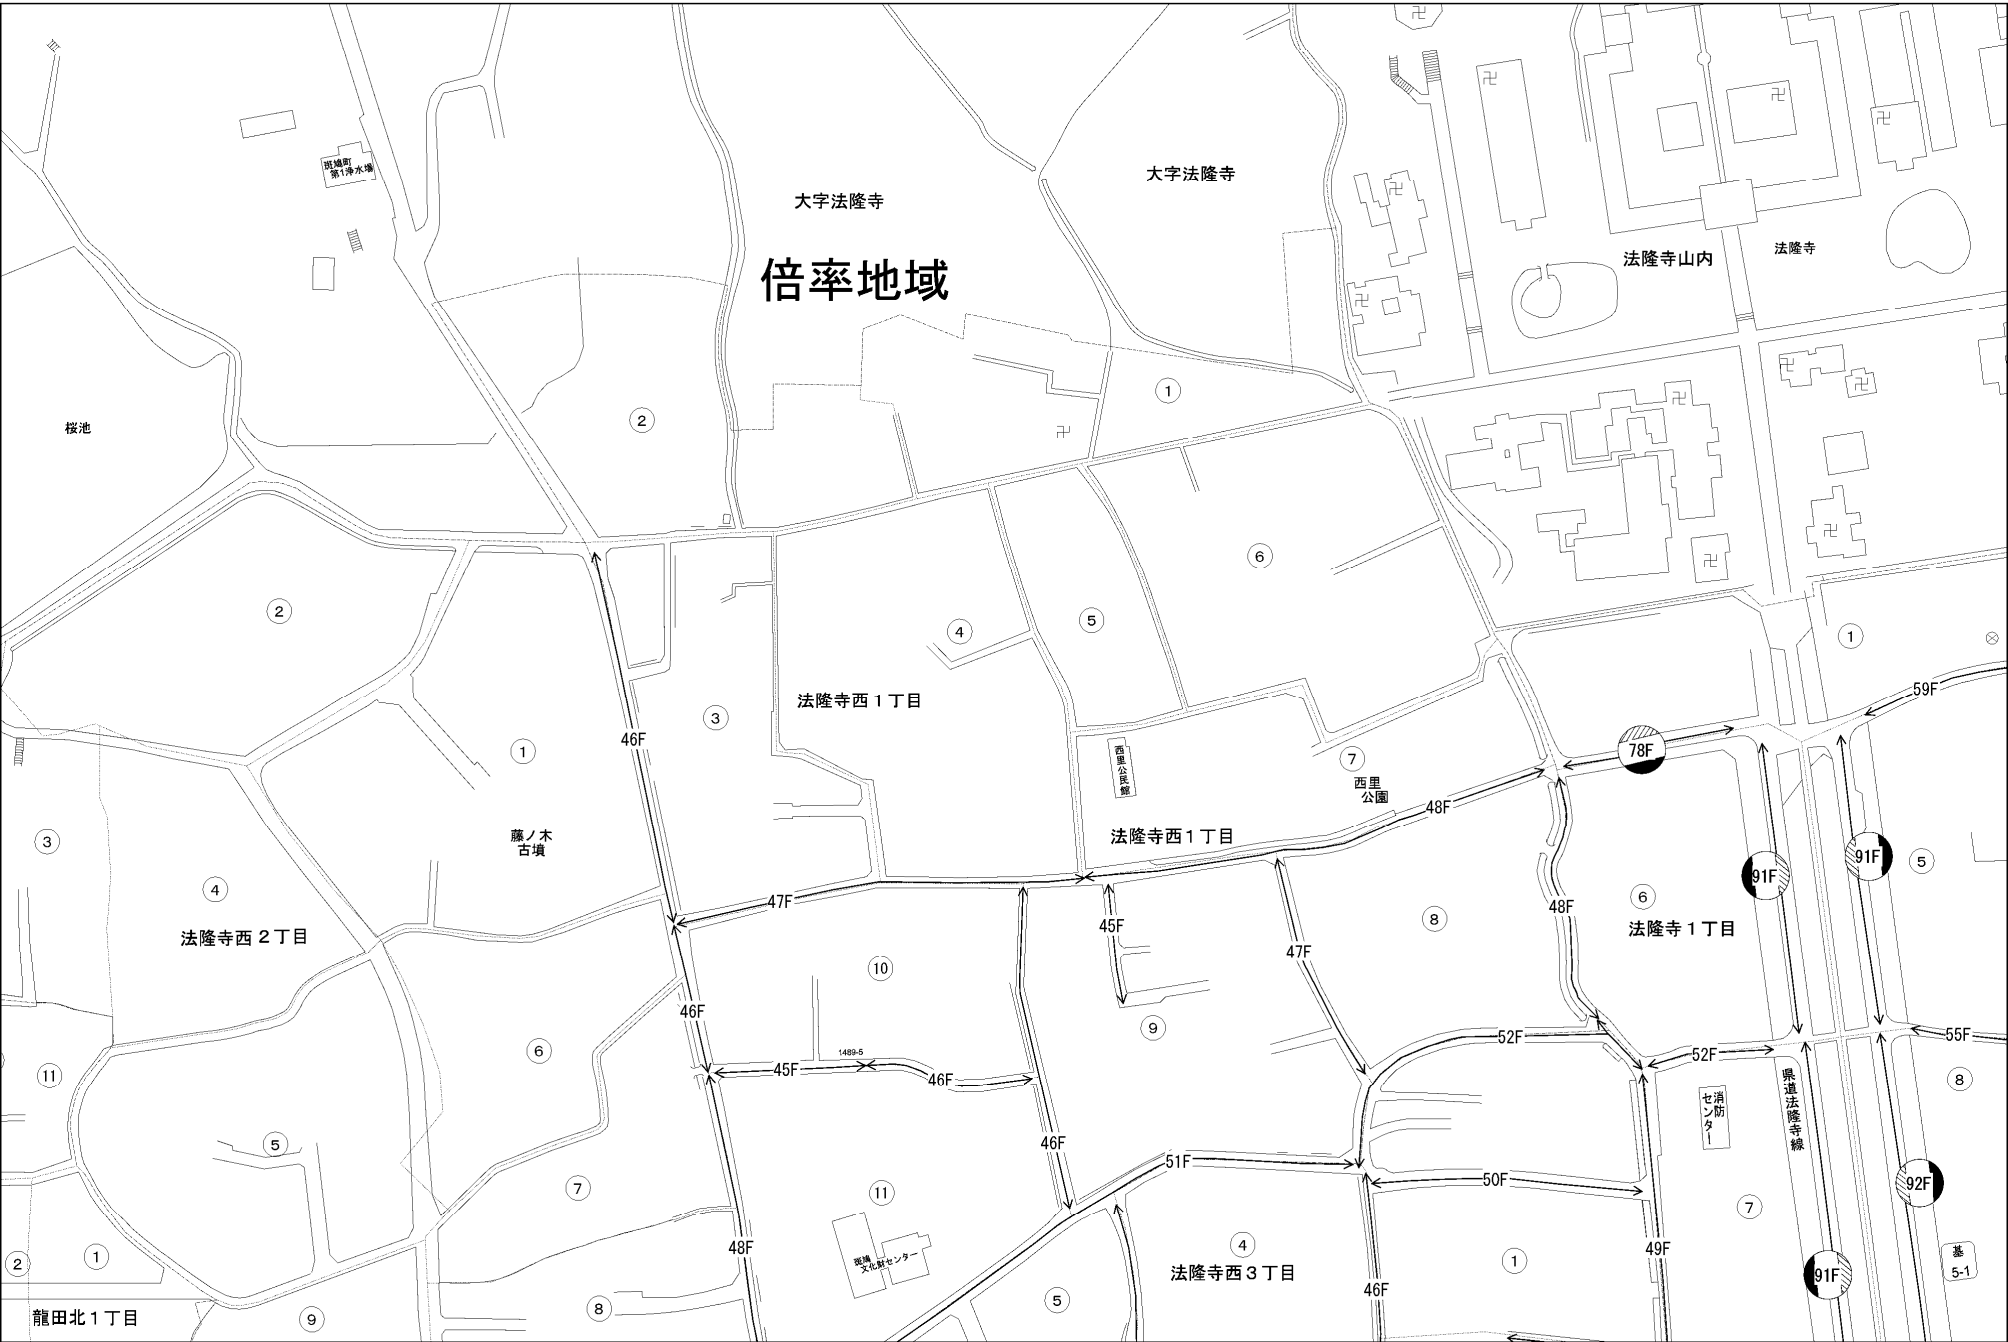 斑鳩町
第1浄水場
大字法隆寺
大字法隆寺
倍率地域
法隆寺山内
法隆寺
桜池
①
②
②
⑥
⑤
④
①
法隆寺西1丁目
③
①
46F
59F
78F
西里公民館
⑦
西里
公園
48F
法隆寺西1丁目
藤ノ木
古墳
③
④
法隆寺西2丁目
47F
45F
⑧
48F
⑥
法隆寺1丁目
91F
91F
⑤
47F
⑩
46F
⑨
⑥
1489-5
45F
46F
52F
52F
55F
⑪
県道法隆寺線
消防
センター
⑧
⑤
46F
51F
50F
92F
⑦
⑪
⑦
斑鳩
文化財センター
48F
④
法隆寺西3丁目
①
49F
91F
基
5-1
②
①
46F
⑤
⑧
⑨
龍田北1丁目